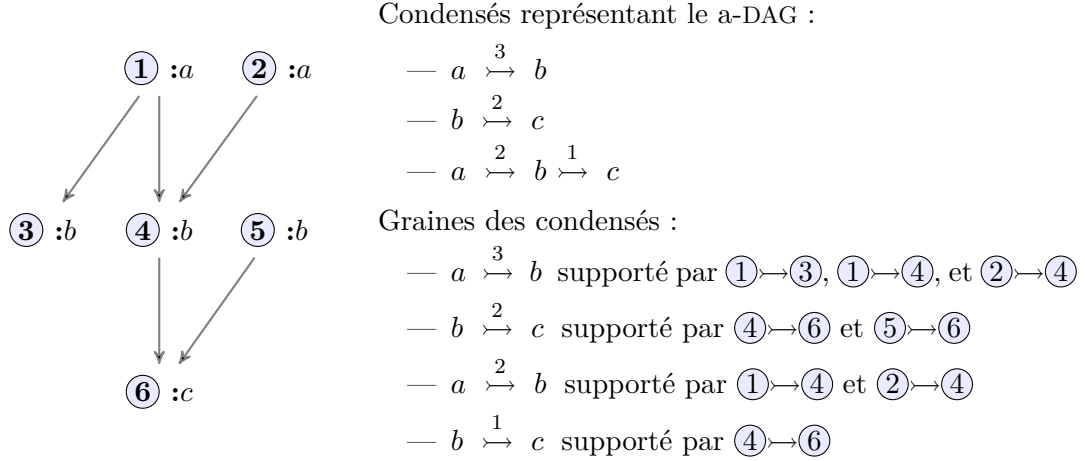 1 :a 2 :a
3 :b 4 :b 5 :b
6 :c
Condensés représentant le a-DAG :
— a ↣ b
3
— b ↣ c
2
— a ↣ b ↣ c
2 1
Graines des condensés :
— a ↣ b supporté par 1↣3, 1↣4, et 2↣4
3
— b ↣ c supporté par 4↣6 et 5↣6
2
— a ↣ b supporté par 1↣4 et 2↣4
2
— b ↣ c supporté par 4↣6
1